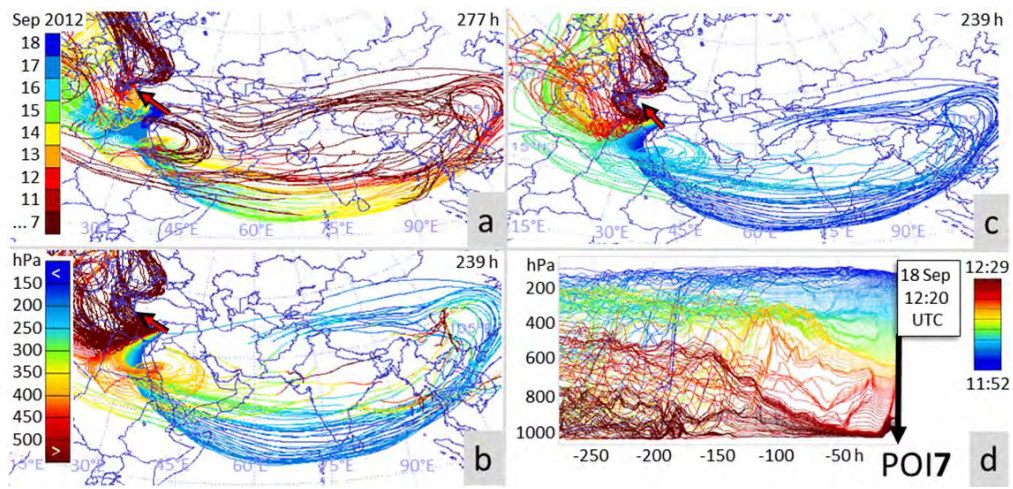 Sep 2012
277 h
18
17
16
15
14
13
12
11
... 7
30°E
45°E
60°E
75°E
90°E
a
239 h
15°E
30°E
45°E
60°E
75°E
90°E
c
hPa
239 h
<
150
200
250
300
350
400
450
500
>
15°E
30°E
45°E
60°E
75°E
90°E
b
hPa
200
400
600
800
1000
-250
-200
-150
-100
-50 h
18 Sep
12:20
UTC
POI7
12:29
11:52
d